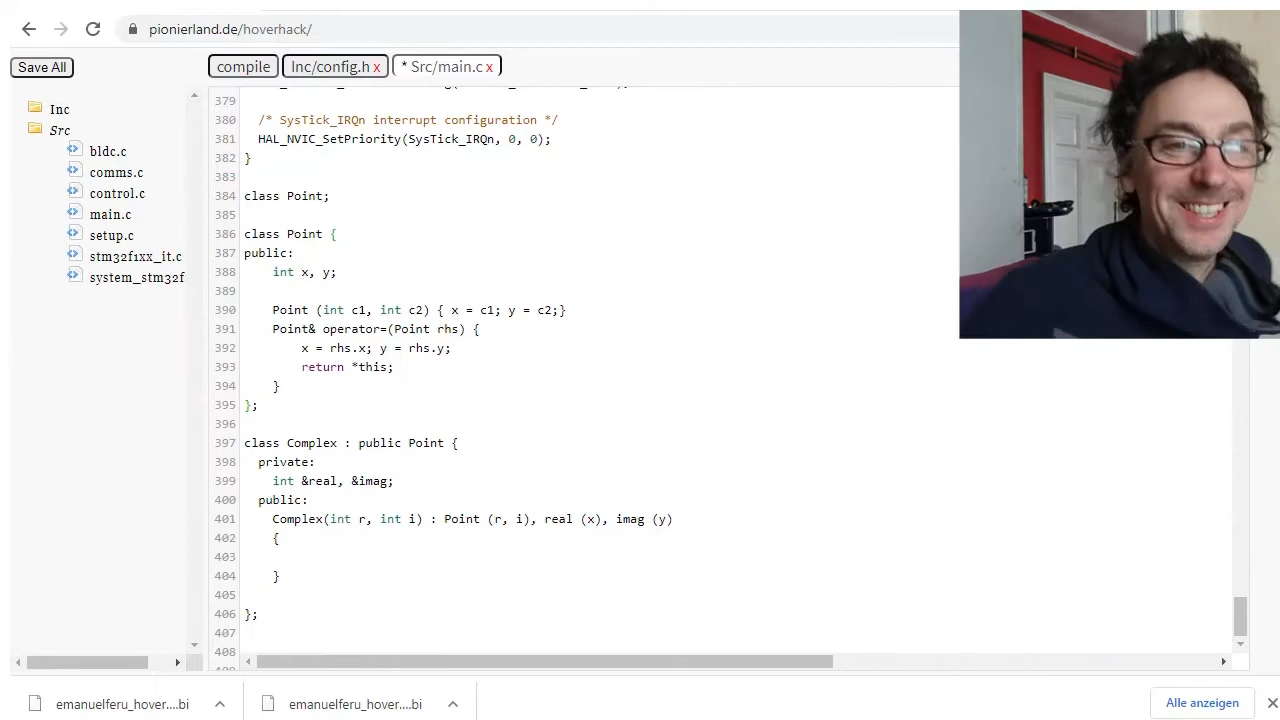 pionierland.de/hoverhack/
Save All
compile
Inc/config.h x
* Src/main.c x
Inc
Src
bldc.c
comms.c
control.c
main.c
setup.c
stm32f1xx_it.c
system_stm32f
379
380 /* SysTick_IRQn interrupt configuration */
381 HAL_NVIC_SetPriority(SysTick_IRQn, 0, 0);
382 }
383
384 class Point;
385
386 class Point {
387 public:
388 int x, y;
389
390 Point (int c1, int c2) { x = c1; y = c2;}
391 Point& operator=(Point rhs) {
392 x = rhs.x; y = rhs.y;
393 return *this;
394 }
395 };
396
397 class Complex : public Point {
398 private:
399 int &real, &imag;
400 public:
401 Complex(int r, int i) : Point (r, i), real (x), imag (y)
402 {
403
404 }
406 };
407
408
emanuelferu_hover....bi
emanuelferu_hover....bi
Alle anzeigen